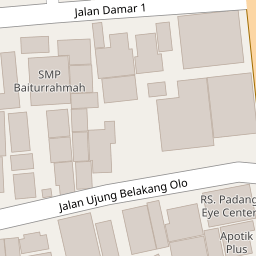 Jalan Damar 1
SMP
Baiturrahmah
Jalan Ujung Belakang Olo
RS. Padang
Eye Center
Apotik
Plus